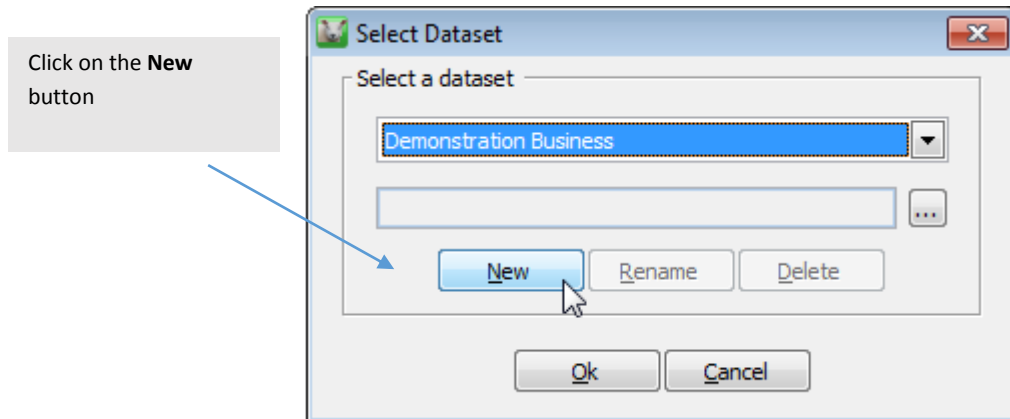 Select Dataset
Click on the New
button
Select a dataset
Demonstration Business
...
New Rename Delete
Ok Cancel